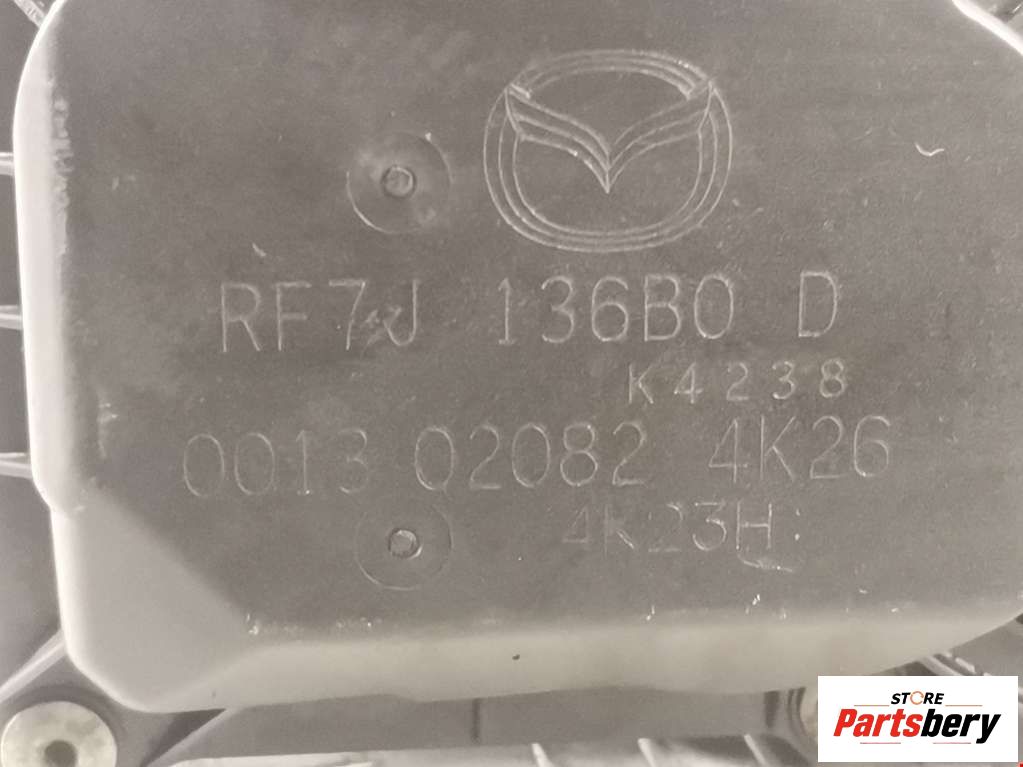 RF7J 136B0 D
K4238
0013 02082 4K26
4K23H
STORE
Partsbery